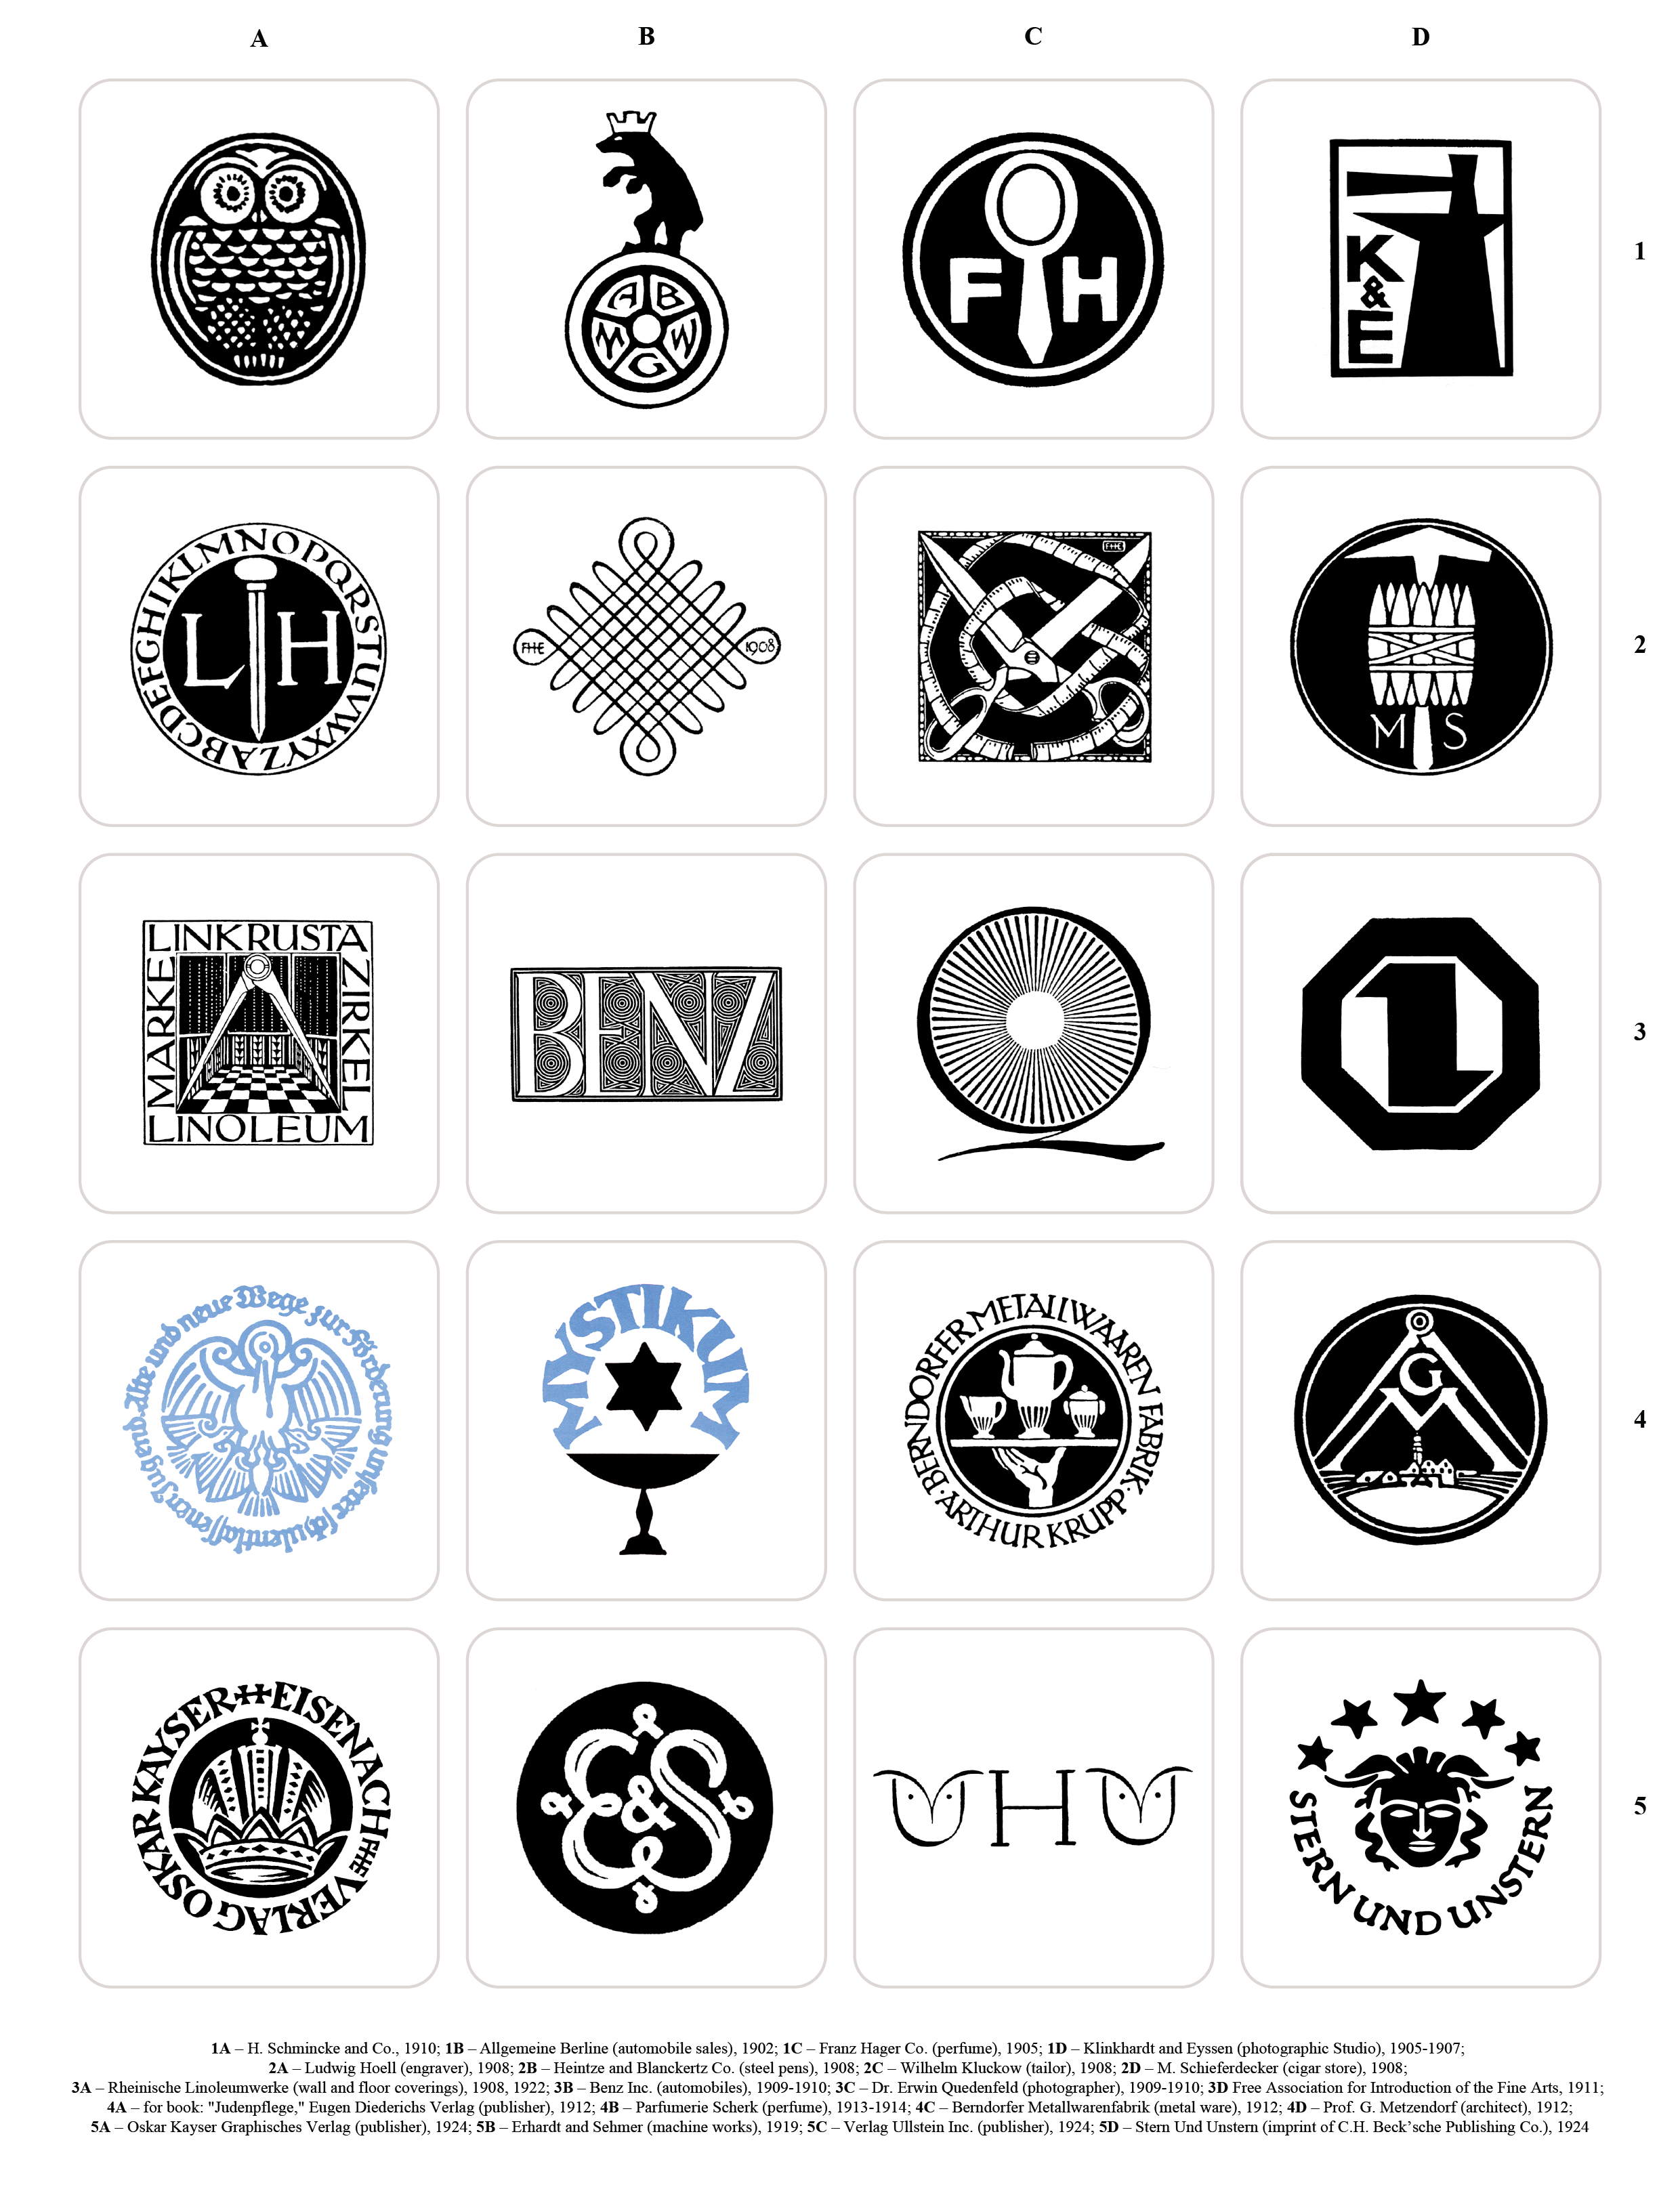 A B C D
A B W G M
F H
K & E
1
L H
ABCDEFGHIKLMNOPQRSTUVWXYZ
FHE 1908
FHE
M S
2
LINKRUSTA
MARKE ZIRKEL
LINOLEUM
BENZ
1
3
Alte und neue Wege zur Förderung unserer schulentlassenen Jugend.
MYSTIKUM
BERNDORFER METALLWAAREN FABRIK · ARTHUR KRUPP ·
G M
4
OSKAR KAYSER EISENACH FHE VERLAG
E & S
UHU
STERN UND UNSTERN
5
1A – H. Schmincke and Co., 1910; 1B – Allgemeine Berline (automobile sales), 1902; 1C – Franz Hager Co. (perfume), 1905; 1D – Klinkhardt and Eyssen (photographic Studio), 1905-1907;
2A – Ludwig Hoell (engraver), 1908; 2B – Heintze and Blanckertz Co. (steel pens), 1908; 2C – Wilhelm Kluckow (tailor), 1908; 2D – M. Schieferdecker (cigar store), 1908;
3A – Rheinische Linoleumwerke (wall and floor coverings), 1908, 1922; 3B – Benz Inc. (automobiles), 1909-1910; 3C – Dr. Erwin Quedenfeld (photographer), 1909-1910; 3D Free Association for Introduction of the Fine Arts, 1911;
4A – for book: "Judenpflege," Eugen Diederichs Verlag (publisher), 1912; 4B – Parfumerie Scherk (perfume), 1913-1914; 4C – Berndorfer Metallwarenfabrik (metal ware), 1912; 4D – Prof. G. Metzendorf (architect), 1912;
5A – Oskar Kayser Graphisches Verlag (publisher), 1924; 5B – Erhardt and Sehmer (machine works), 1919; 5C – Verlag Ullstein Inc. (publisher), 1924; 5D – Stern Und Unstern (imprint of C.H. Beck’sche Publishing Co.), 1924